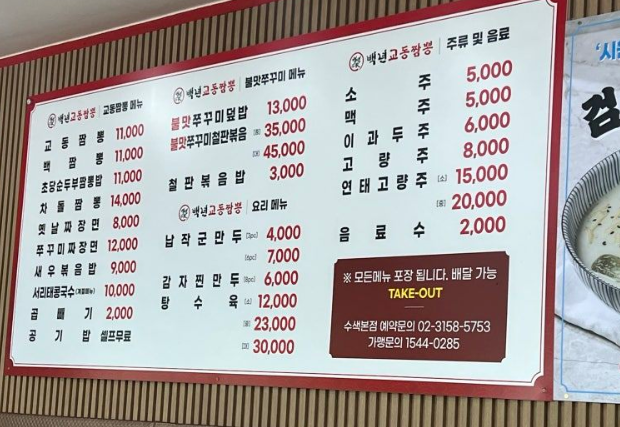 백년교동짬뽕 교동짬뽕 메뉴
교동짬뽕 11,000
백짬뽕 11,000
초당순두부짬뽕밥 11,000
차돌짬뽕 14,000
옛날짜장면 8,000
쭈꾸미짜장면 12,000
새우볶음밥 9,000
서리태콩국수(계절메뉴) 10,000
곱빼기 2,000
공기밥 셀프무료
백년교동짬뽕 불맛쭈꾸미 메뉴
불맛쭈꾸미덮밥 13,000
불맛쭈꾸미철판볶음 [중] 35,000
[대] 45,000
철판볶음밥 3,000
백년교동짬뽕 요리 메뉴
납작군만두 [3pc] 4,000
[6pc] 7,000
감자찐만두 [6pc] 6,000
탕수육 [소] 12,000
[중] 23,000
[대] 30,000
백년교동짬뽕 주류 및 음료
소주 5,000
맥주 5,000
이과두주 6,000
고량주 8,000
연태고량주 [소] 15,000
[중] 20,000
음료수 2,000
※ 모든메뉴 포장 됩니다. 배달 가능
TAKE-OUT
수색본점 예약문의 02-3158-5753
가맹문의 1544-0285
'시
검